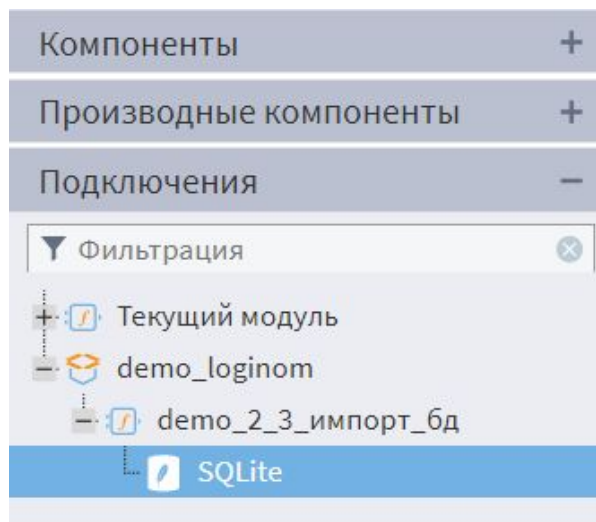 Компоненты
Производные компоненты
Подключения
Фильтрация
Текущий модуль
demo_loginom
demo_2_3_импорт_бд
SQLite